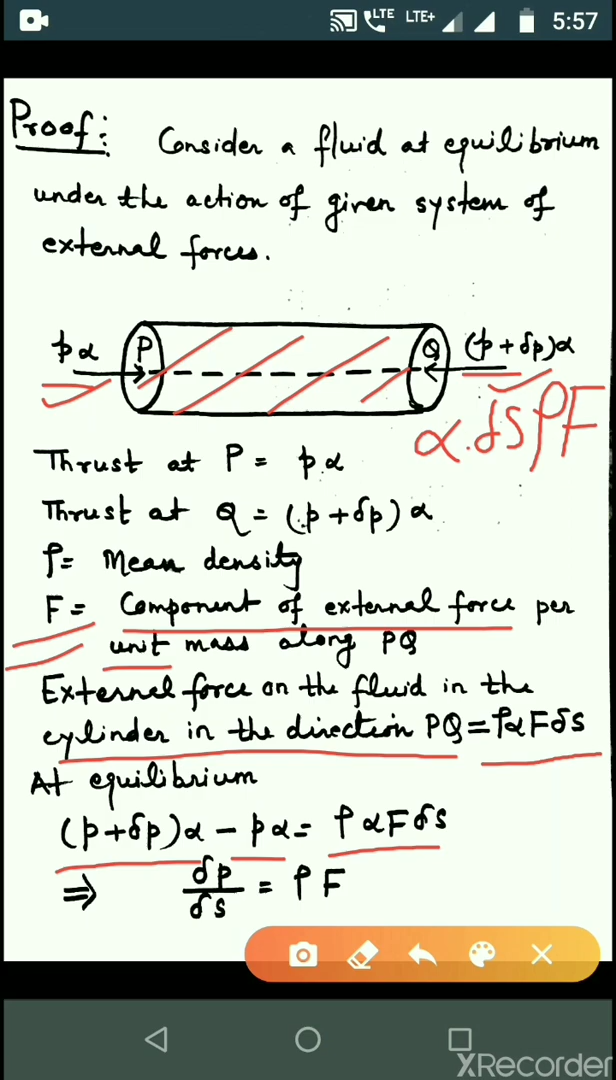 LTE LTE+ 5:57
Proof: Consider a fluid at equilibrium
under the action of given system of
external forces.
pα P Q (p+δp)α
α.δSρF
Thrust at P = p.α
Thrust at Q = (p+δp)α
ρ= Mean density
F= Component of external force per
unit mass along PQ
External force on the fluid in the
cylinder in the direction PQ=ραFδs
At equilibrium
(p+δp)α - pα= ραFδs
⇒ δp/δs = ρF
XRecorder